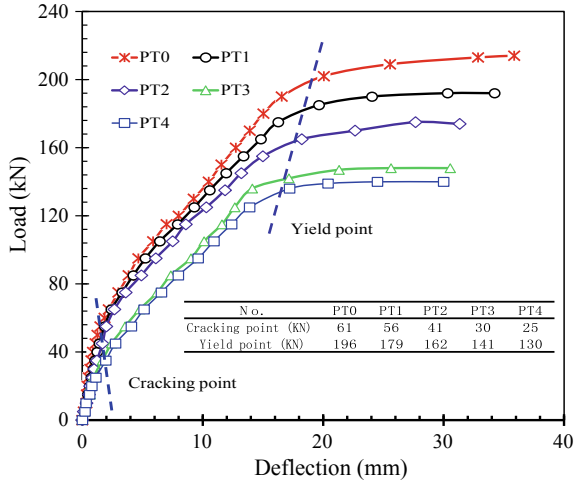 240
200
160
120
80
40
0
Load (kN)
PT0 PT1
PT2 PT3
PT4
Yield point
No. PT0 PT1 PT2 PT3 PT4
Cracking point (KN) 61 56 41 30 25
Yield point (KN) 196 179 162 141 130
Cracking point
0 10 20 30 40
Deflection (mm)